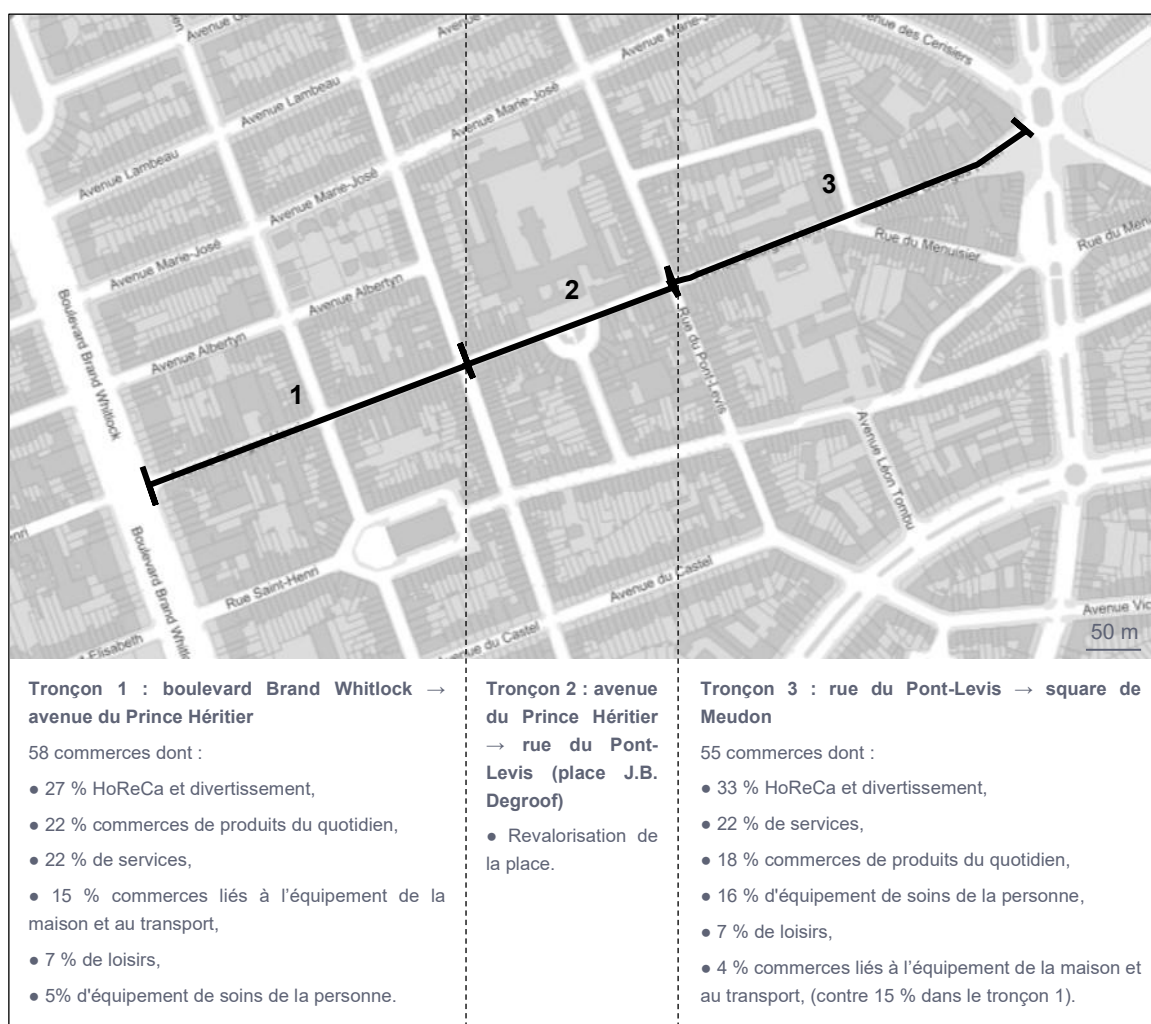 Avenue des Cerisiers
Avenue Lambeau
Avenue Marie-José
Avenue Lambeau
Avenue Marie-José
3
Avenue Marie-José
Rue du Menuisier
Avenue Albertyn
2
Boulevard Brand Whitlock
Rue du Pont-Levis
Avenue Albertyn
1
Avenue Léon Tombu
Boulevard Brand
Rue Saint-Henri
Avenue du Castel
du Castel
50 m
Tronçon 1 : boulevard Brand Whitlock →
avenue du Prince Héritier
58 commerces dont :
● 27 % HoReCa et divertissement,
● 22 % commerces de produits du quotidien,
● 22 % de services,
● 15 % commerces liés à l’équipement de la
maison et au transport,
● 7 % de loisirs,
● 5% d'équipement de soins de la personne.
Tronçon 2 : avenue
du Prince Héritier
→ rue du Pont-
Levis (place J.B.
Degroof)
● Revalorisation de
la place.
Tronçon 3 : rue du Pont-Levis → square de
Meudon
55 commerces dont :
● 33 % HoReCa et divertissement,
● 22 % de services,
● 18 % commerces de produits du quotidien,
● 16 % d'équipement de soins de la personne,
● 7 % de loisirs,
● 4 % commerces liés à l’équipement de la maison et
au transport, (contre 15 % dans le tronçon 1).